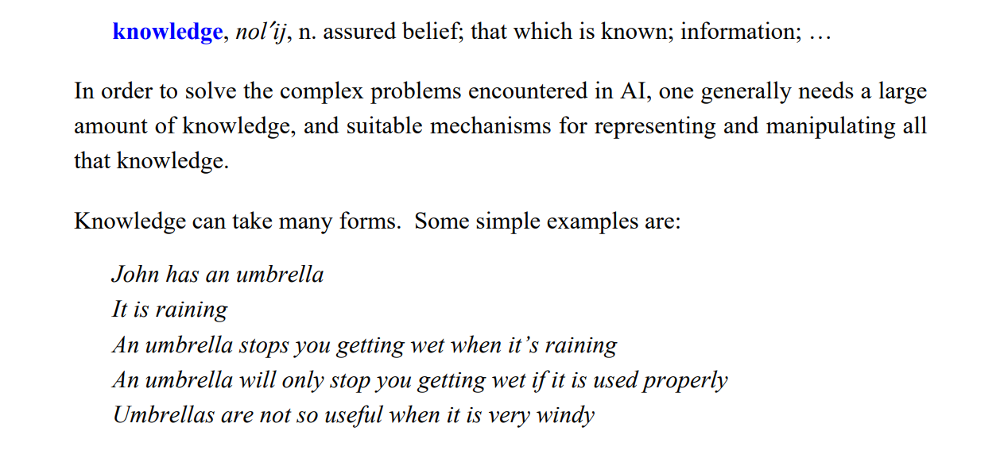 knowledge, nol′ij, n. assured belief; that which is known; information; …
In order to solve the complex problems encountered in AI, one generally needs a large
amount of knowledge, and suitable mechanisms for representing and manipulating all
that knowledge.
Knowledge can take many forms.  Some simple examples are:
John has an umbrella
It is raining
An umbrella stops you getting wet when it’s raining
An umbrella will only stop you getting wet if it is used properly
Umbrellas are not so useful when it is very windy